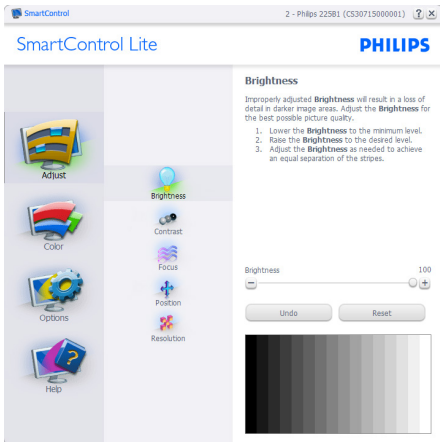 SmartControl
2 - Philips 225B1 (CS30715000001)
SmartControl Lite
PHILIPS
Adjust
Color
Options
Help
Brightness
Contrast
Focus
Position
Resolution
Brightness
Improperly adjusted Brightness will result in a loss of
detail in darker image areas. Adjust the Brightness for
the best possible picture quality.
1. Lower the Brightness to the minimum level.
2. Raise the Brightness to the desired level.
3. Adjust the Brightness as needed to achieve
an equal separation of the stripes.
Brightness 100
Undo Reset